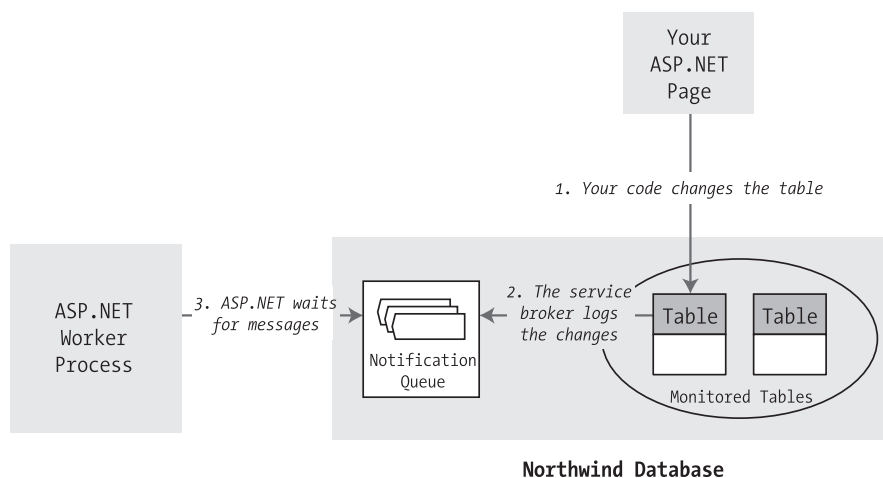 Your
ASP.NET
Page
1. Your code changes the table
ASP.NET
Worker
Process
3. ASP.NET waits
for messages
Notification
Queue
2. The service
broker logs
the changes
Table
Table
Monitored Tables
Northwind Database